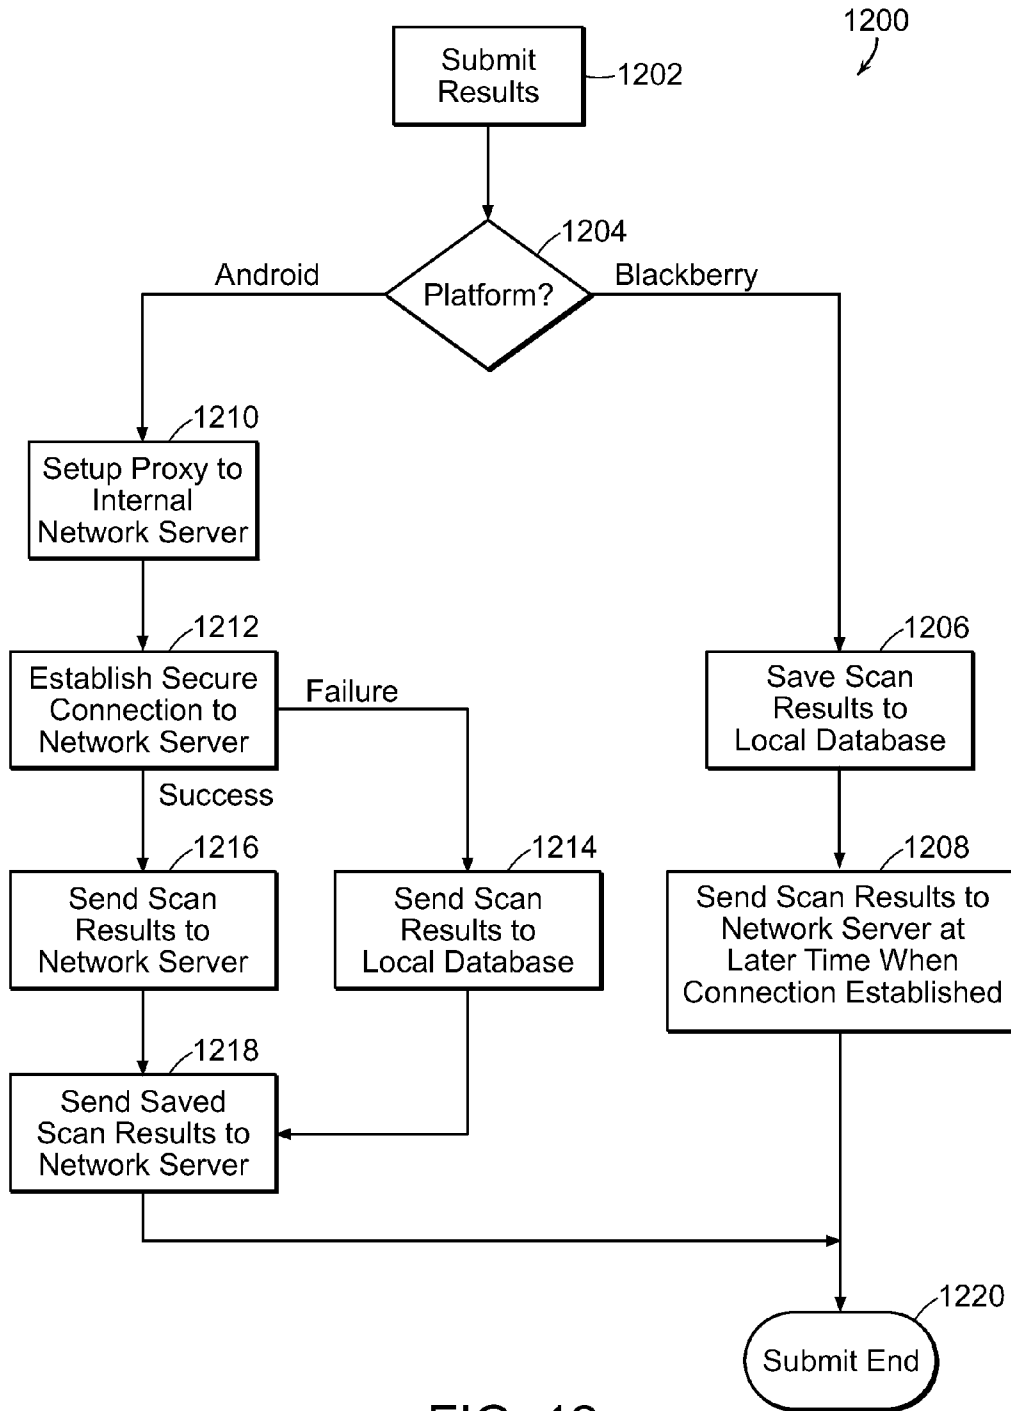 1200
Submit
Results
1202
1204
Android
Platform?
Blackberry
1210
Setup Proxy to
Internal
Network Server
1212
Establish Secure
Connection to
Network Server
Failure
Success
1206
Save Scan
Results to
Local Database
1216
Send Scan
Results to
Network Server
1214
Send Scan
Results to
Local Database
1208
Send Scan Results to
Network Server at
Later Time When
Connection Established
1218
Send Saved
Scan Results to
Network Server
1220
Submit End